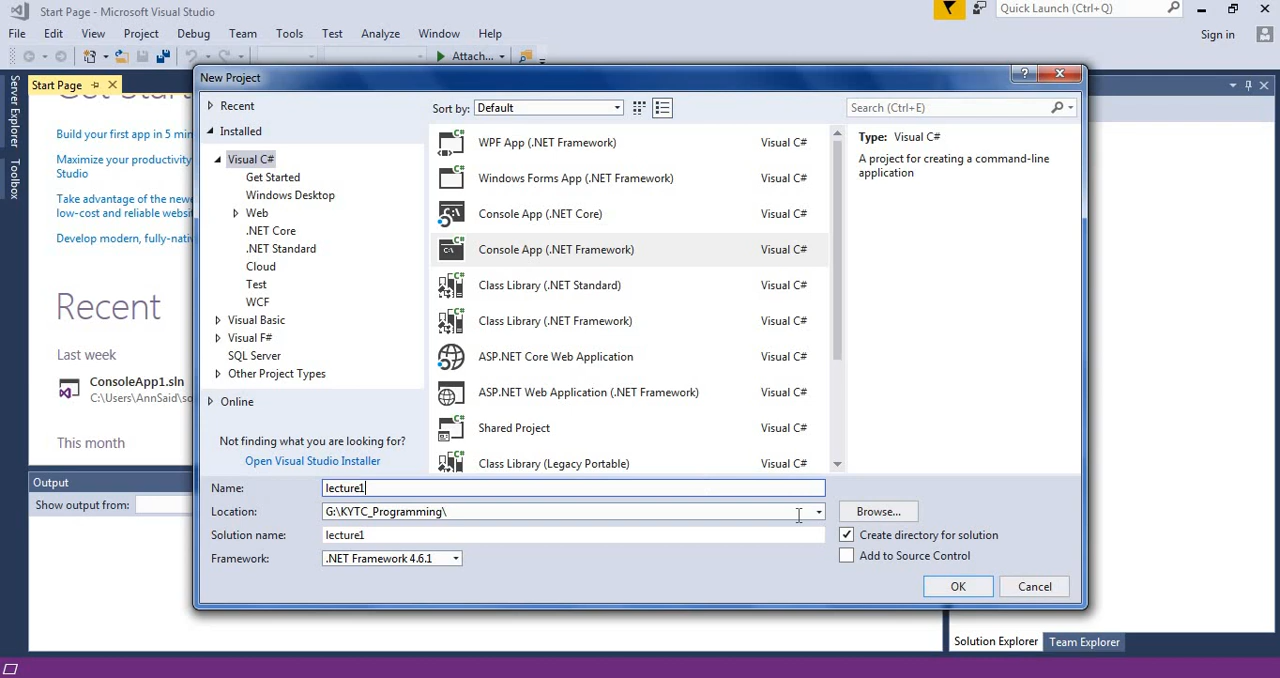 Start Page - Microsoft Visual Studio
Quick Launch (Ctrl+Q)
File Edit View Project Debug Team Tools Test Analyze Window Help
Sign in
Attach...
Server Explorer
Toolbox
Start Page
Build your first app in 5 min
Maximize your productivity
Studio
Take advantage of the newe
low-cost and reliable websi
Develop modern, fully-nati
Recent
Last week
ConsoleApp1.sln
C:\Users\AnnSaid\so
This month
Output
Show output from:
New Project
Recent
Installed
Visual C#
Get Started
Windows Desktop
Web
.NET Core
.NET Standard
Cloud
Test
WCF
Visual Basic
Visual F#
SQL Server
Other Project Types
Online
Not finding what you are looking for?
Open Visual Studio Installer
Sort by: Default
Search (Ctrl+E)
WPF App (.NET Framework) Visual C#
Windows Forms App (.NET Framework) Visual C#
Console App (.NET Core) Visual C#
Console App (.NET Framework) Visual C#
Class Library (.NET Standard) Visual C#
Class Library (.NET Framework) Visual C#
ASP.NET Core Web Application Visual C#
ASP.NET Web Application (.NET Framework) Visual C#
Shared Project Visual C#
Class Library (Legacy Portable) Visual C#
Type: Visual C#
A project for creating a command-line
application
Name: lecture1
Location: G:\KYTC_Programming\
Browse...
Solution name: lecture1
Create directory for solution
Framework: .NET Framework 4.6.1
Add to Source Control
OK Cancel
Solution Explorer Team Explorer